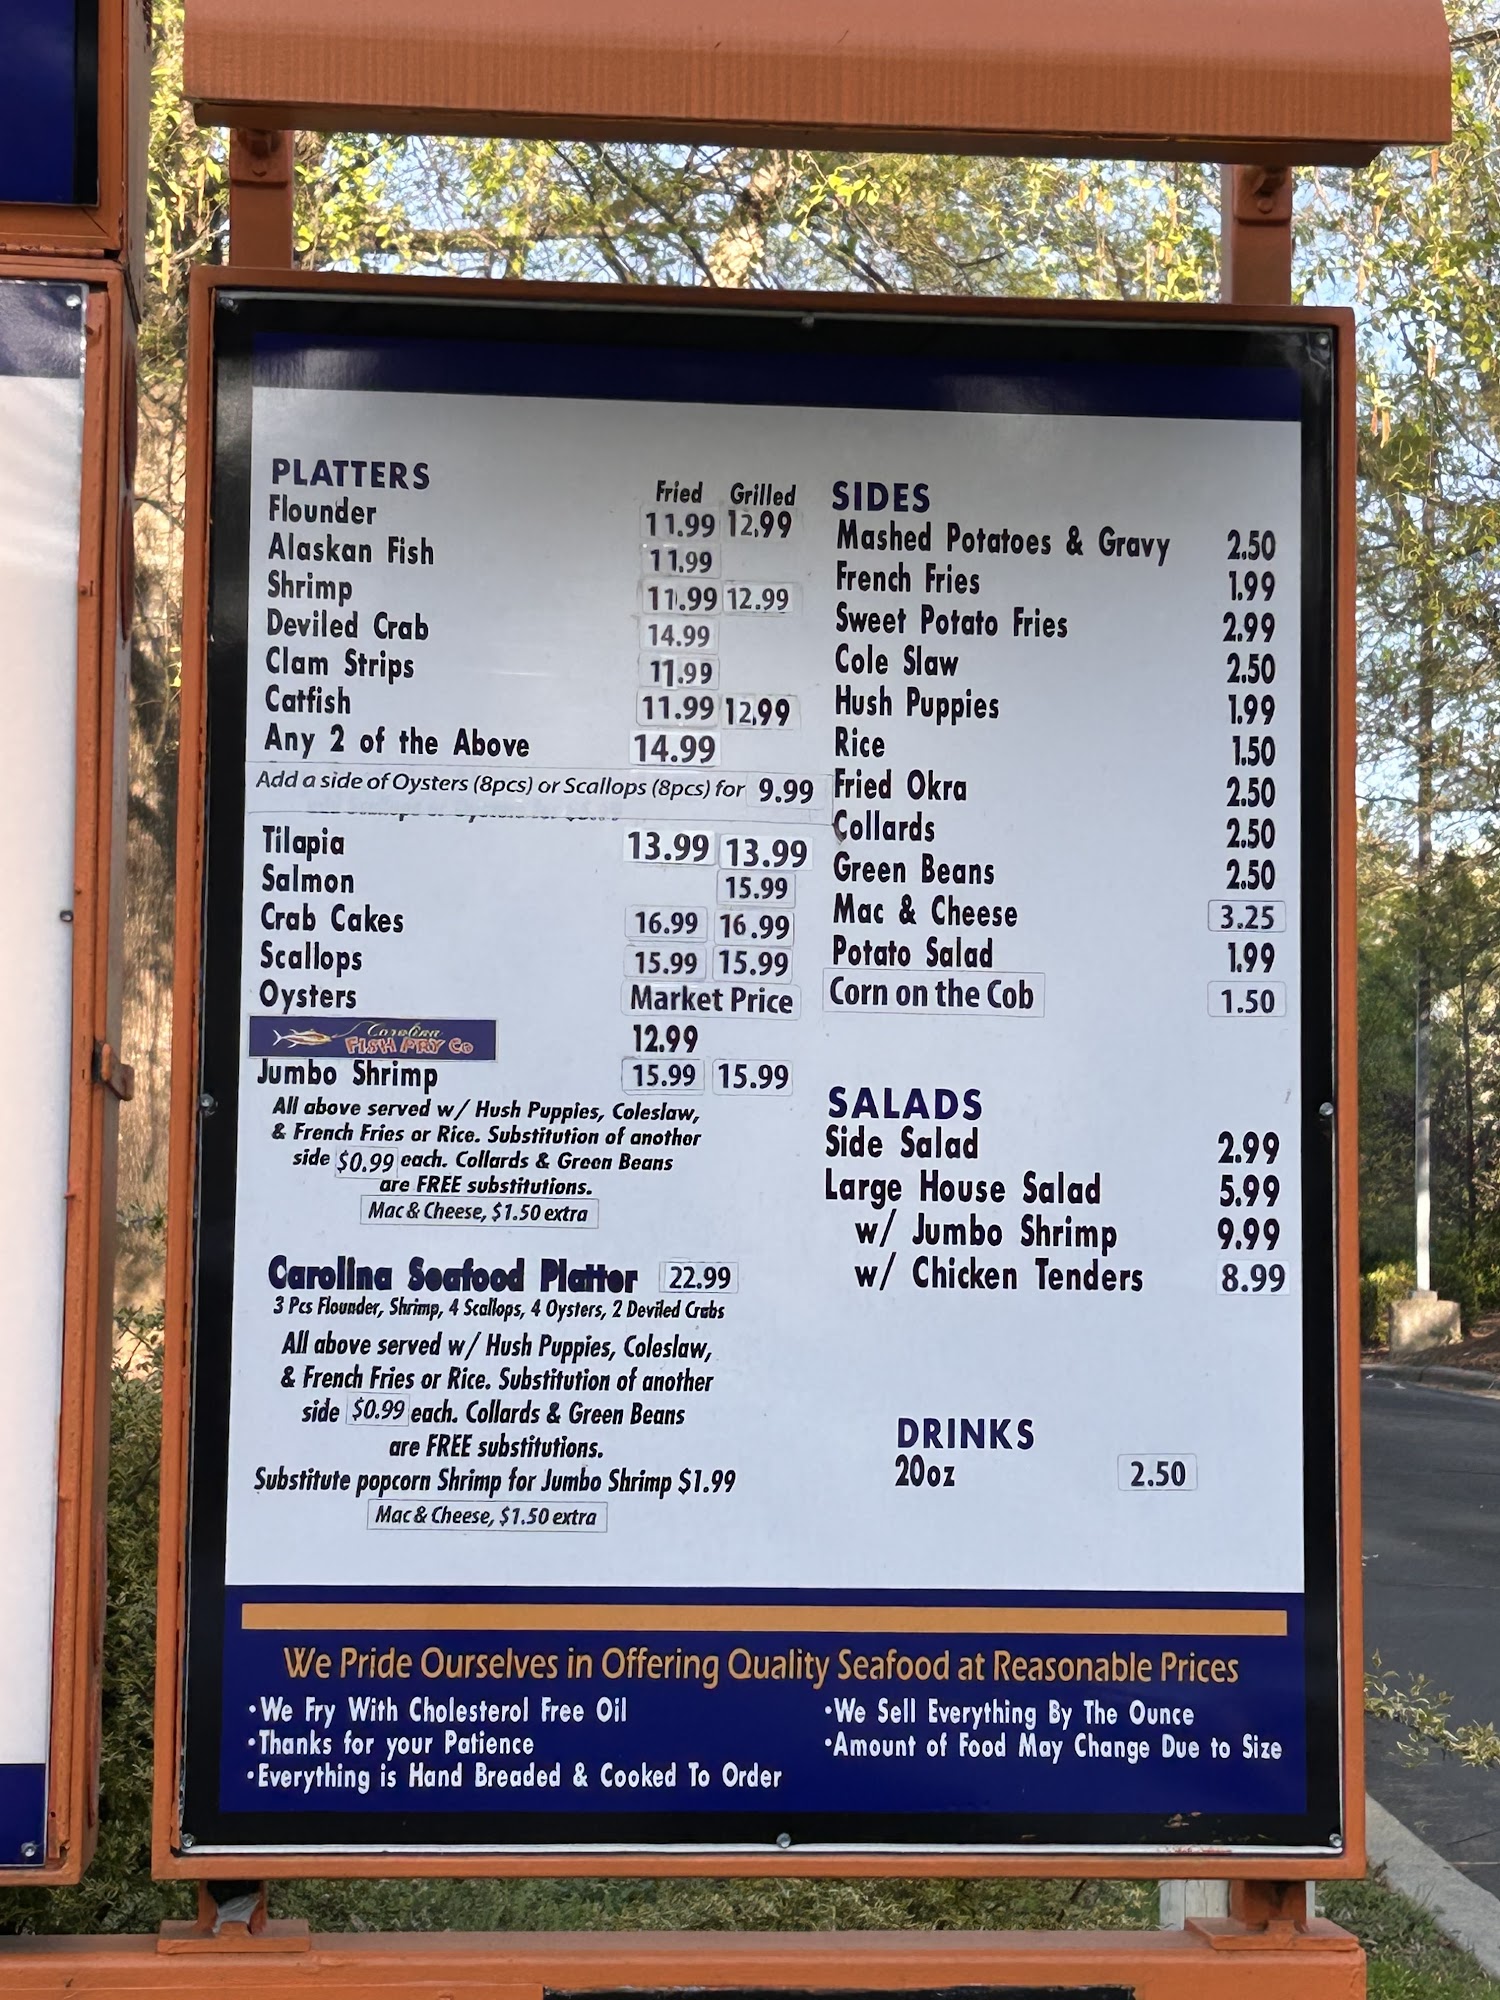 PLATTERS
Fried Grilled
Flounder 11.99 12.99
Alaskan Fish 11.99
Shrimp 11.99 12.99
Deviled Crab 14.99
Clam Strips 11.99
Catfish 11.99 12.99
Any 2 of the Above 14.99
Add a side of Oysters (8pcs) or Scallops (8pcs) for 9.99
Tilapia 13.99 13.99
Salmon 15.99
Crab Cakes 16.99 16.99
Scallops 15.99 15.99
Oysters Market Price
Carolina
FISH FRY Co 12.99
Jumbo Shrimp 15.99 15.99
All above served w/ Hush Puppies, Coleslaw,
& French Fries or Rice. Substitution of another
side $0.99 each. Collards & Green Beans
are FREE substitutions.
Mac & Cheese, $1.50 extra
Carolina Seafood Platter 22.99
3 Pcs Flounder, Shrimp, 4 Scallops, 4 Oysters, 2 Deviled Crabs
All above served w/ Hush Puppies, Coleslaw,
& French Fries or Rice. Substitution of another
side $0.99 each. Collards & Green Beans
are FREE substitutions.
Substitute popcorn Shrimp for Jumbo Shrimp $1.99
Mac & Cheese, $1.50 extra
SIDES
Mashed Potatoes & Gravy 2.50
French Fries 1.99
Sweet Potato Fries 2.99
Cole Slaw 2.50
Hush Puppies 1.99
Rice 1.50
Fried Okra 2.50
Collards 2.50
Green Beans 2.50
Mac & Cheese 3.25
Potato Salad 1.99
Corn on the Cob 1.50
SALADS
Side Salad 2.99
Large House Salad 5.99
w/ Jumbo Shrimp 9.99
w/ Chicken Tenders 8.99
DRINKS
20oz 2.50
We Pride Ourselves in Offering Quality Seafood at Reasonable Prices
•We Fry With Cholesterol Free Oil
•Thanks for your Patience
•Everything is Hand Breaded & Cooked To Order
•We Sell Everything By The Ounce
•Amount of Food May Change Due to Size